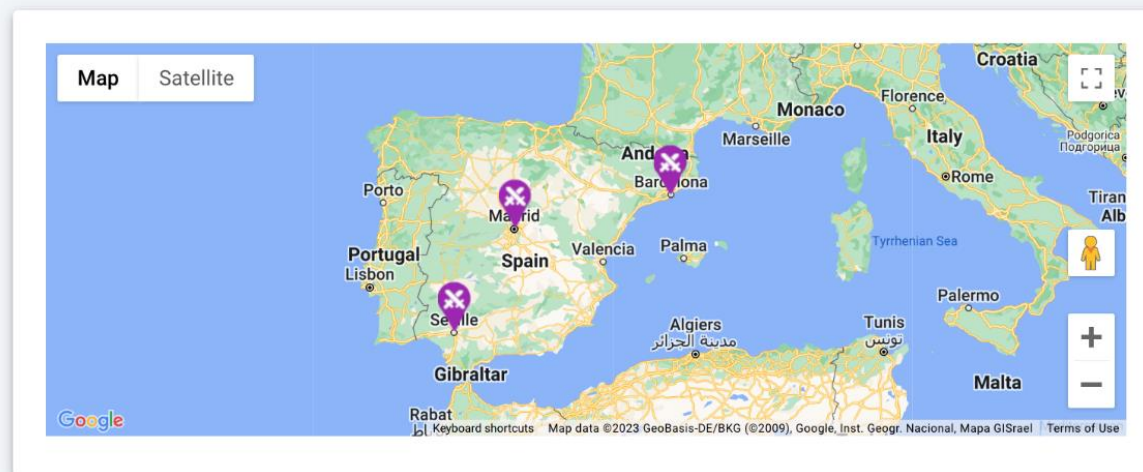 Map
Satellite
Croatia
Florence
Monaco
Marseille
Italy
Podgorica
Подгорица
Rome
Porto
Madrid
Barcelona
Tiran
Alb
Portugal
Lisbon
Spain
Valencia
Palma
Tyrrhenian Sea
Palermo
Seville
Algiers
مدينة الجزائر
Tunis
تونس
Gibraltar
Malta
Rabat
Google
Keyboard shortcuts
Map data ©2023 GeoBasis-DE/BKG (©2009), Google, Inst. Geogr. Nacional, Mapa GISrael
Terms of Use